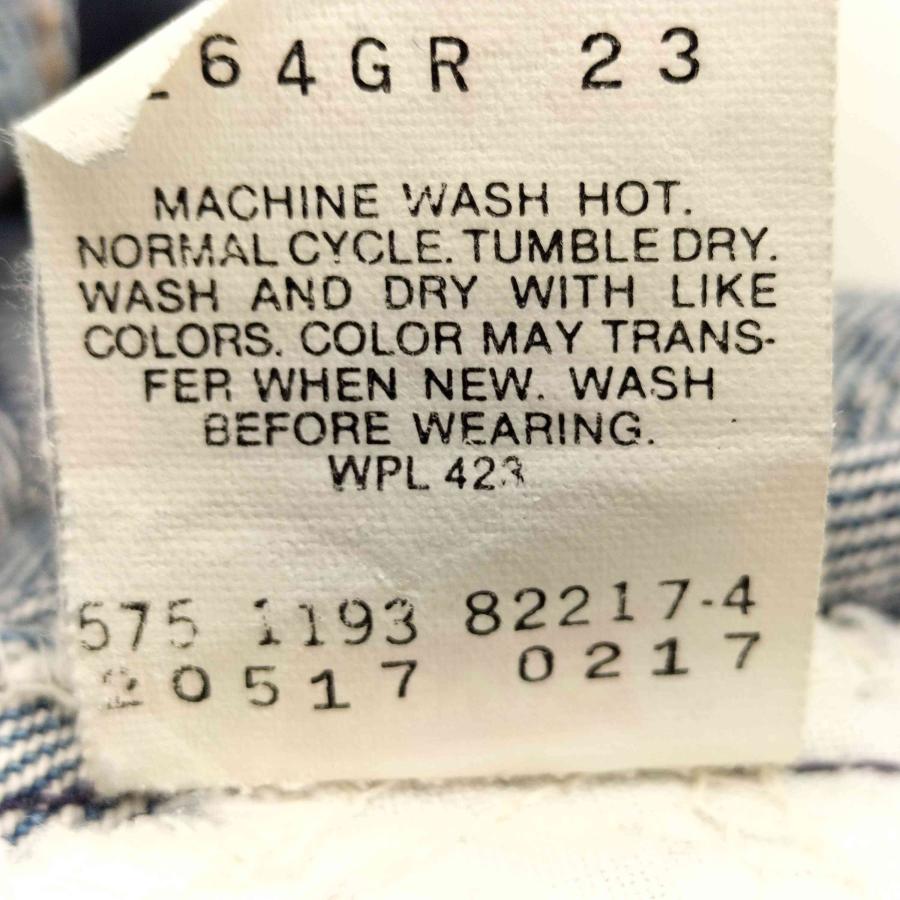 64GR 23
MACHINE WASH HOT.
NORMAL CYCLE. TUMBLE DRY.
WASH AND DRY WITH LIKE
COLORS. COLOR MAY TRANS-
FER WHEN NEW. WASH
BEFORE WEARING.
WPL 423
575 1193 82217-4
20517 0217